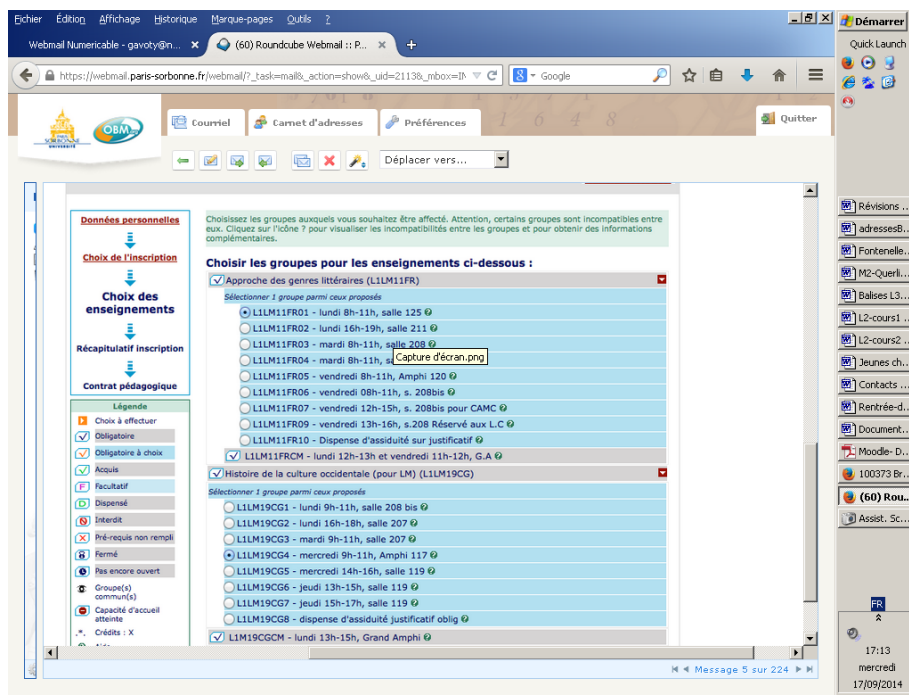 Echier Édition Affichage Historique Marque-pages Outils ?
Webmail Numericable - gavoty@n... × (60) Roundcube Webmail :: P... × +
https://webmail.paris-sorbonne.fr/webmail/?_task=mail&_action=show&_uid=2113&_mbox=IN
Google
PARIS SORBONNE
OBM
Courriel Carnet d'adresses Préférences 1 6 4 8 Quitter
Déplacer vers...
Données personnelles
Choix de l'inscription
Choix des
enseignements
Récapitulatif inscription
Contrat pédagogique
Légende
Choix à effectuer
Obligatoire
Obligatoire à choix
Acquis
F Facultatif
D Dispensé
Interdit
X Pré-requis non rempli
Fermé
Pas encore ouvert
Groupe(s)
commun(s)
Capacité d'accueil
atteinte
.*. Crédits : X
Choisissez les groupes auxquels vous souhaitez être affecté. Attention, certains groupes sont incompatibles entre
eux. Cliquez sur l'icône ? pour visualiser les incompatibilités entre les groupes et pour obtenir des informations
complémentaires.
Choisir les groupes pour les enseignements ci-dessous :
Approche des genres littéraires (L1LM11FR)
Sélectionner 1 groupe parmi ceux proposés
L1LM11FR01 - lundi 8h-11h, salle 125 ?
L1LM11FR02 - lundi 16h-19h, salle 211 ?
L1LM11FR03 - mardi 8h-11h, salle 208 ?
Capture d'écran.png
L1LM11FR04 - mardi 8h-11h, sa
L1LM11FR05 - vendredi 8h-11h, Amphi 120 ?
L1LM11FR06 - vendredi 08h-11h, s. 208bis ?
L1LM11FR07 - vendredi 12h-15h, s. 208bis pour CAMC ?
L1LM11FR09 - vendredi 13h-16h, s.208 Réservé aux L.C ?
L1LM11FR10 - Dispense d'assiduité sur justificatif ?
L1LM11FRCM - lundi 12h-13h et vendredi 11h-12h, G.A ?
Histoire de la culture occidentale (pour LM) (L1LM19CG)
Sélectionner 1 groupe parmi ceux proposés
L1LM19CG1 - lundi 9h-11h, salle 208 bis ?
L1LM19CG2 - lundi 16h-18h, salle 207 ?
L1LM19CG3 - mardi 9h-11h, salle 207 ?
L1LM19CG4 - mercredi 9h-11h, Amphi 117 ?
L1LM19CG5 - mercredi 14h-16h, salle 119 ?
L1LM19CG6 - jeudi 13h-15h, salle 119 ?
L1LM19CG7 - jeudi 15h-17h, salle 119 ?
L1LM19CG8 - dispense d'assiduité justificatif oblig ?
L1M19CGCM - lundi 13h-15h, Grand Amphi ?
Message 5 sur 224
Démarrer
Quick Launch
Révisions ..
adressesB..
Fontenelle..
M2-Querli...
Balises L3...
L2-cours1 ..
L2-cours2 ..
Jeunes ch..
Contacts ...
Rentrée-d..
Document..
Moodle- D..
100373 Br..
(60) Rou..
Assist. Sc..
FR
17:13
mercredi
17/09/2014